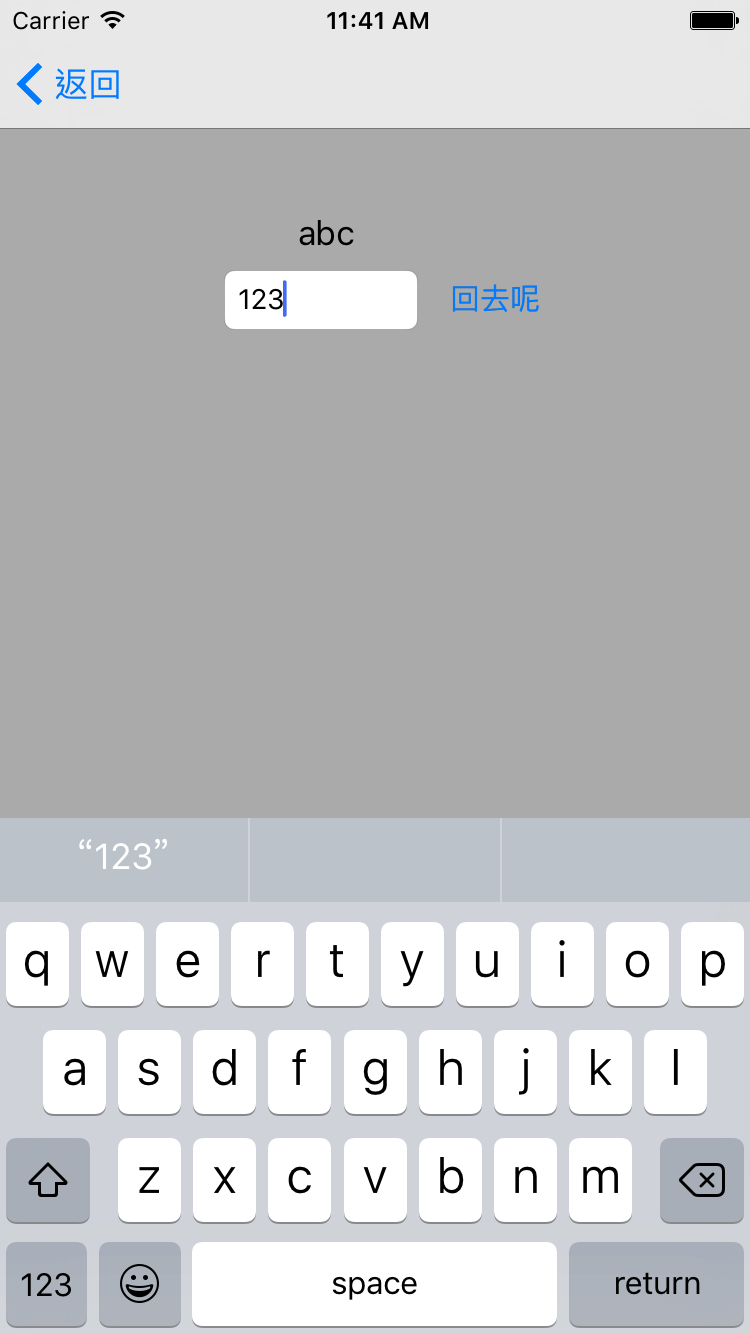 Carrier 11:41 AM
返回
abc
123 回去呢
“123”
q w e r t y u i o p
a s d f g h j k l
z x c v b n m
123 space return